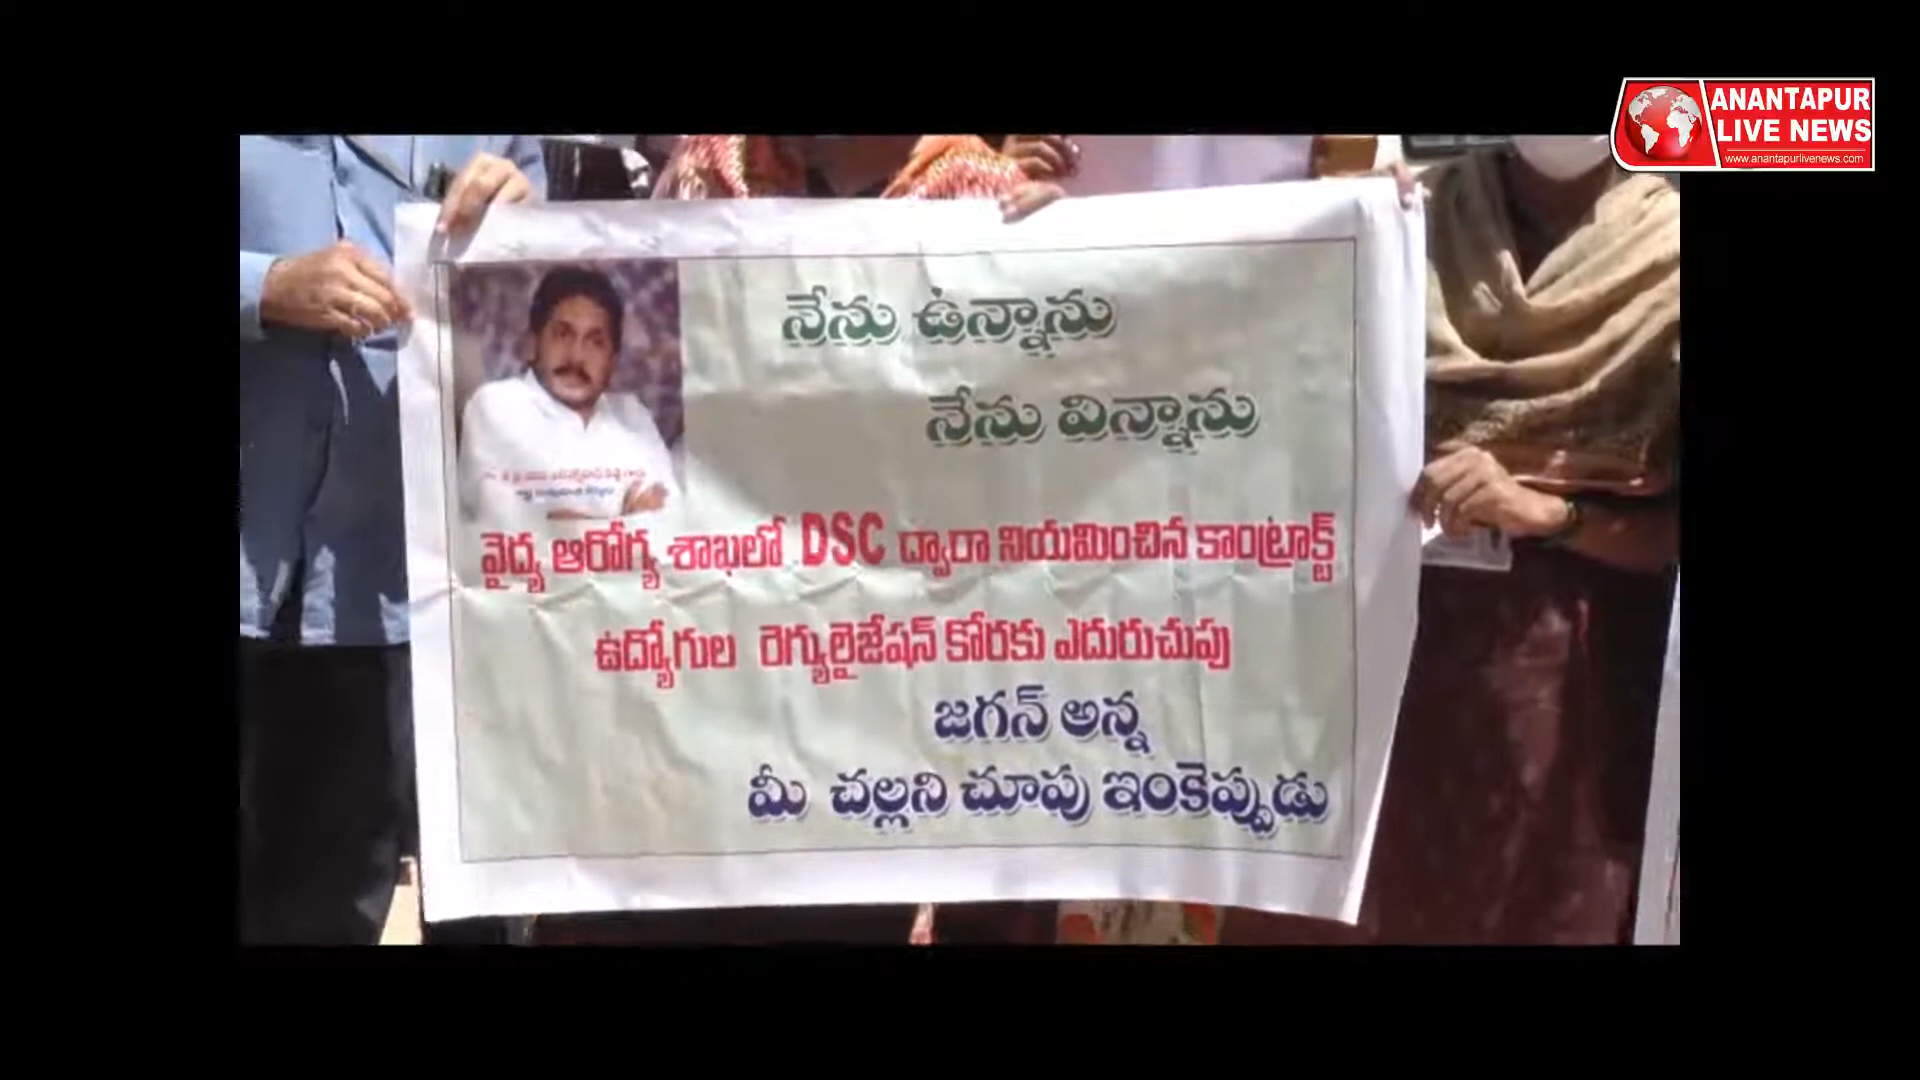 ANANTAPUR
LIVE NEWS
www.anantapurlivenews.com
నేను ఉన్నాను
నేను విన్నాను
వైద్య ఆరోగ్య శాఖలో DSC ద్వారా నియమించిన కాంట్రాక్ట్
ఉద్యోగుల రెగ్యులైజేషన్ కోరకు ఎదురుచుపు
జగన్ అన్న
మీ చల్లని చూపు ఇంకెప్పుడు